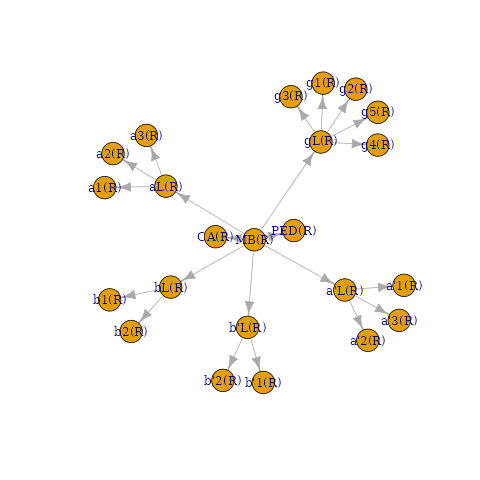 g1(R)
g3(R)
g2(R)
g5(R)
a3(R)
gL(R)
g4(R)
a2(R)
a1(R)
aL(R)
PED(R)
CA(R)
MB(R)
bL(R)
a'L(R)
a'1(R)
b1(R)
a'3(R)
b2(R)
b'L(R)
a'2(R)
b'2(R)
b'1(R)